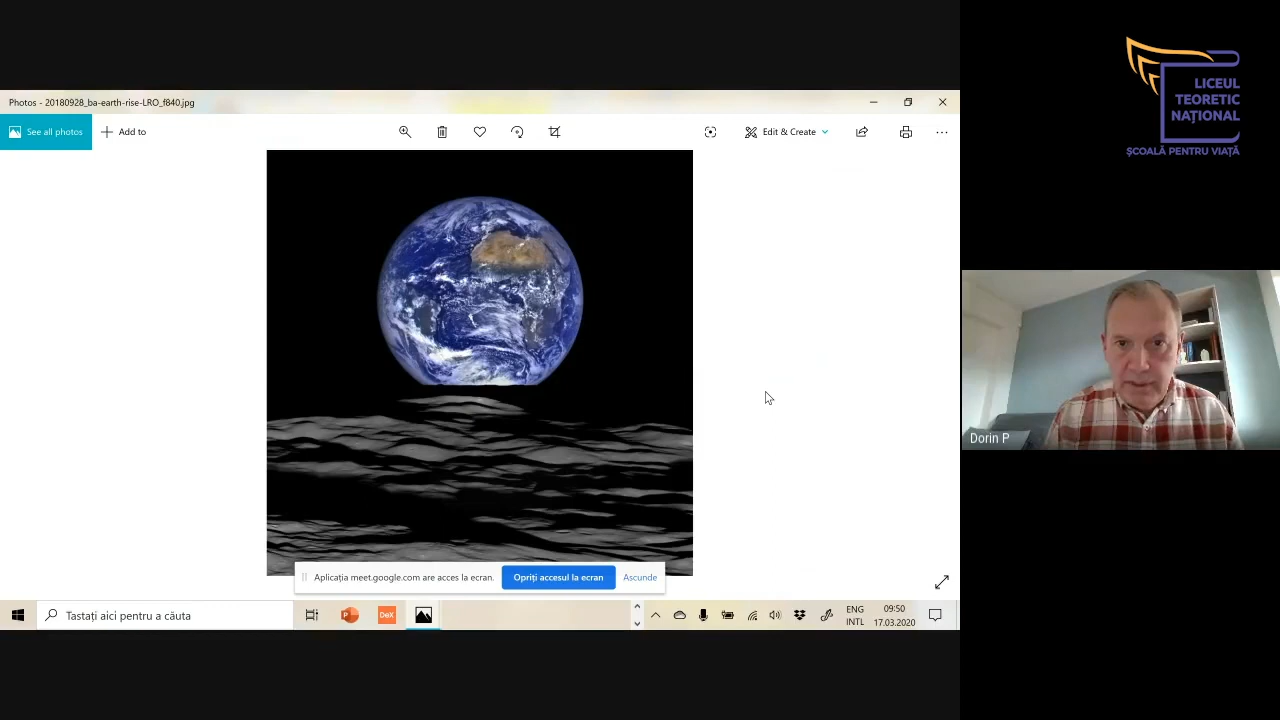 Photos - 20180928_ba-earth-rise-LRO_f840.jpg
See all photos
Add to
Edit & Create
LICEUL
TEORETIC
NAȚIONAL
ȘCOALĂ PENTRU VIAȚĂ
Dorin P
Aplicația meet.google.com are acces la ecran.
Opriți accesul la ecran
Ascunde
Tastați aici pentru a căuta
P
DeX
ENG
INTL
09:50
17.03.2020